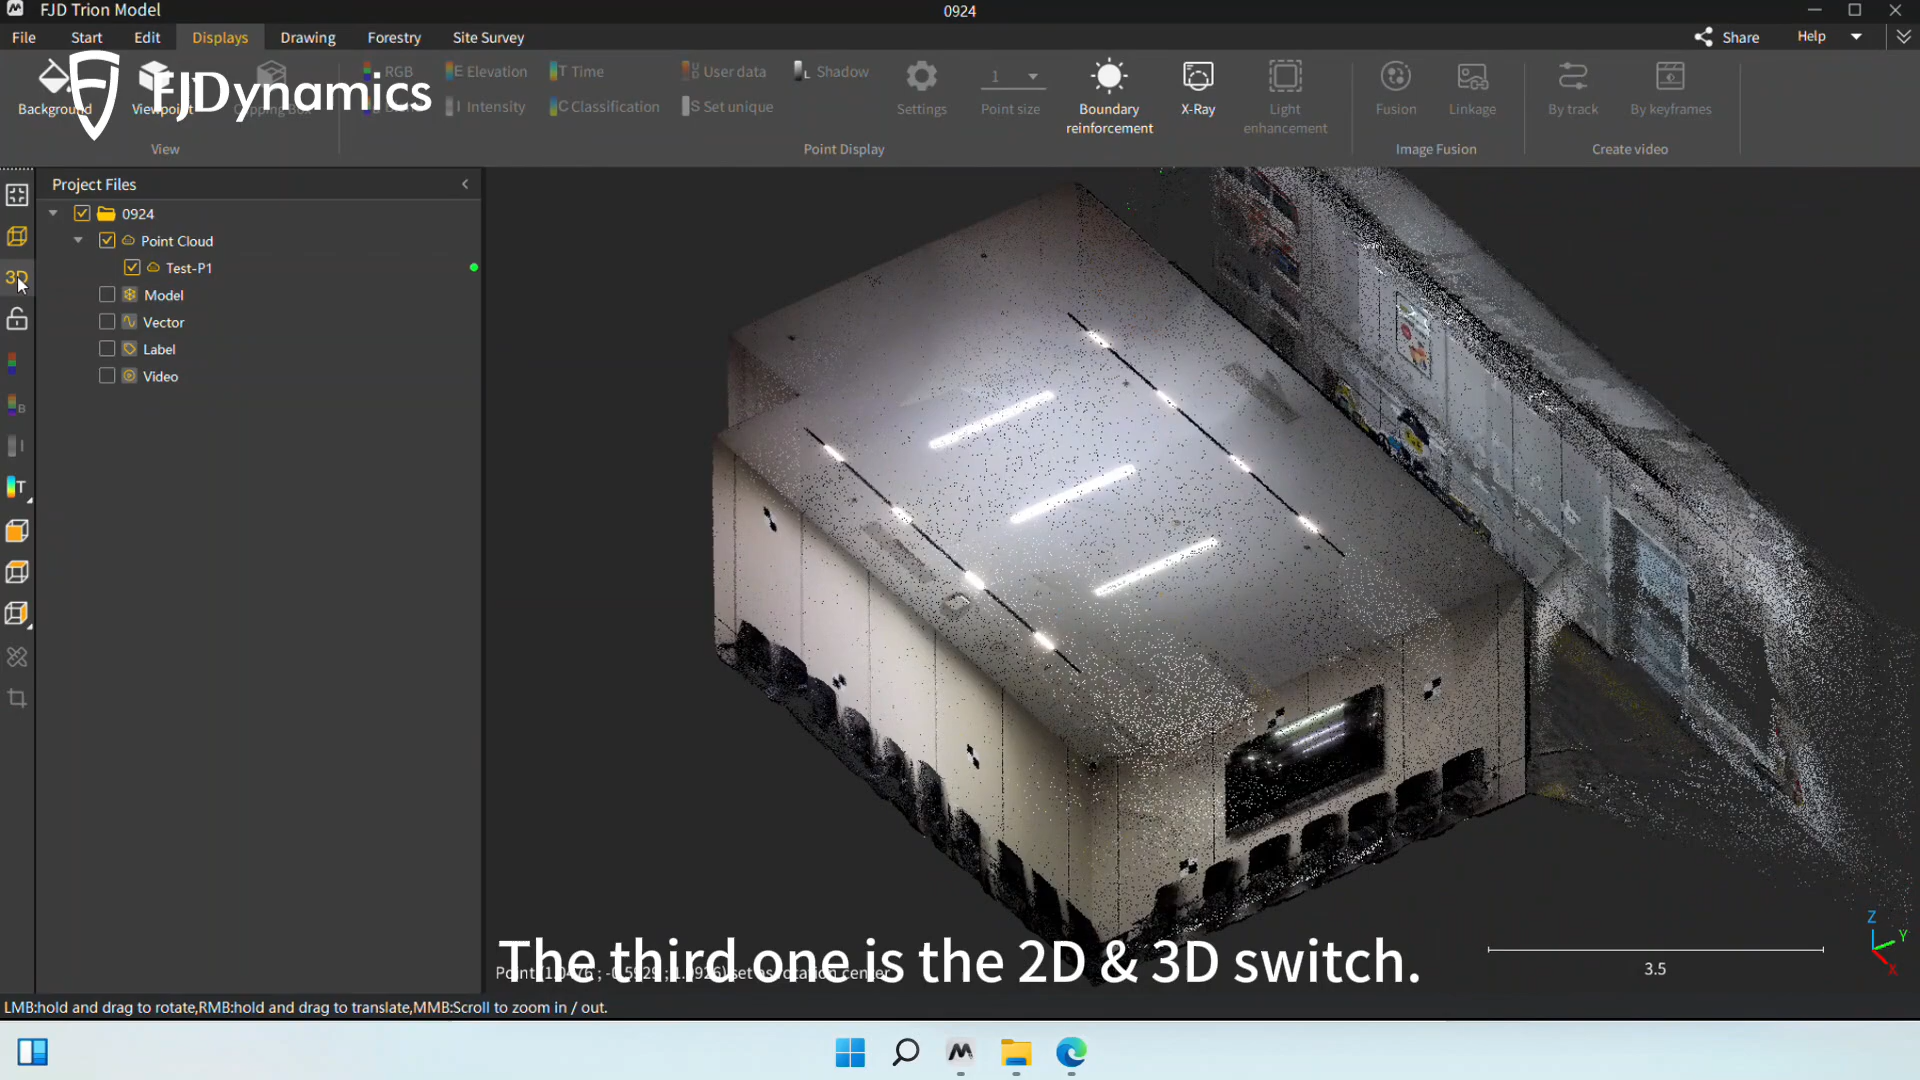 FJD Trion Model
0924
File Start Edit Displays Drawing Forestry Site Survey
Share Help
FJDynamics
Background Viewpoint
RGB
Elevation
Time
User data
Shadow
Intensity
Classification
Set unique
Settings
1
Point size
Boundary
reinforcement
X-Ray
Light
enhancement
Fusion
Linkage
By track
By keyframes
View
Point Display
Image Fusion
Create video
Project Files
0924
Point Cloud
Test-P1
Model
Vector
Label
Video
3D
B
I
T
The third one is the 2D & 3D switch.
3.5
Z
Y
X
LMB:hold and drag to rotate,RMB:hold and drag to translate,MMB:Scroll to zoom in / out.